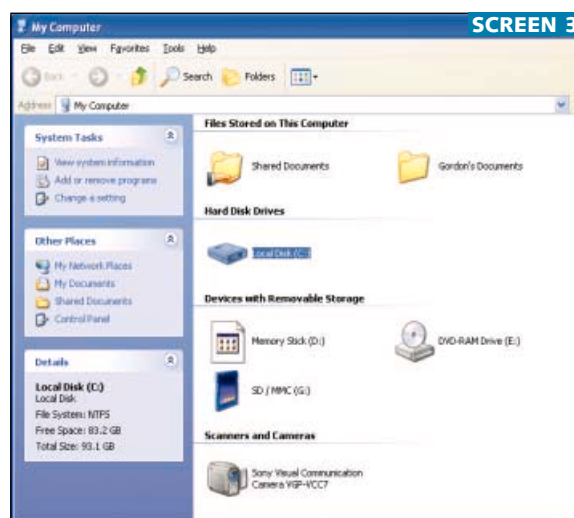 My Computer
SCREEN 3
File Edit View Favorites Tools Help
Back Search Folders
Address My Computer
System Tasks
View system information
Add or remove programs
Change a setting
Other Places
My Network Places
My Documents
Shared Documents
Control Panel
Details
Local Disk (C:)
Local Disk
File System: NTFS
Free Space: 83.2 GB
Total Size: 93.1 GB
Files Stored on This Computer
Shared Documents
Gordon's Documents
Hard Disk Drives
Local Disk (C:)
Devices with Removable Storage
Memory Stick (D:)
DVD-RAM Drive (E:)
SD / MMC (G:)
Scanners and Cameras
Sony Visual Communication
Camera VGP-VCC7